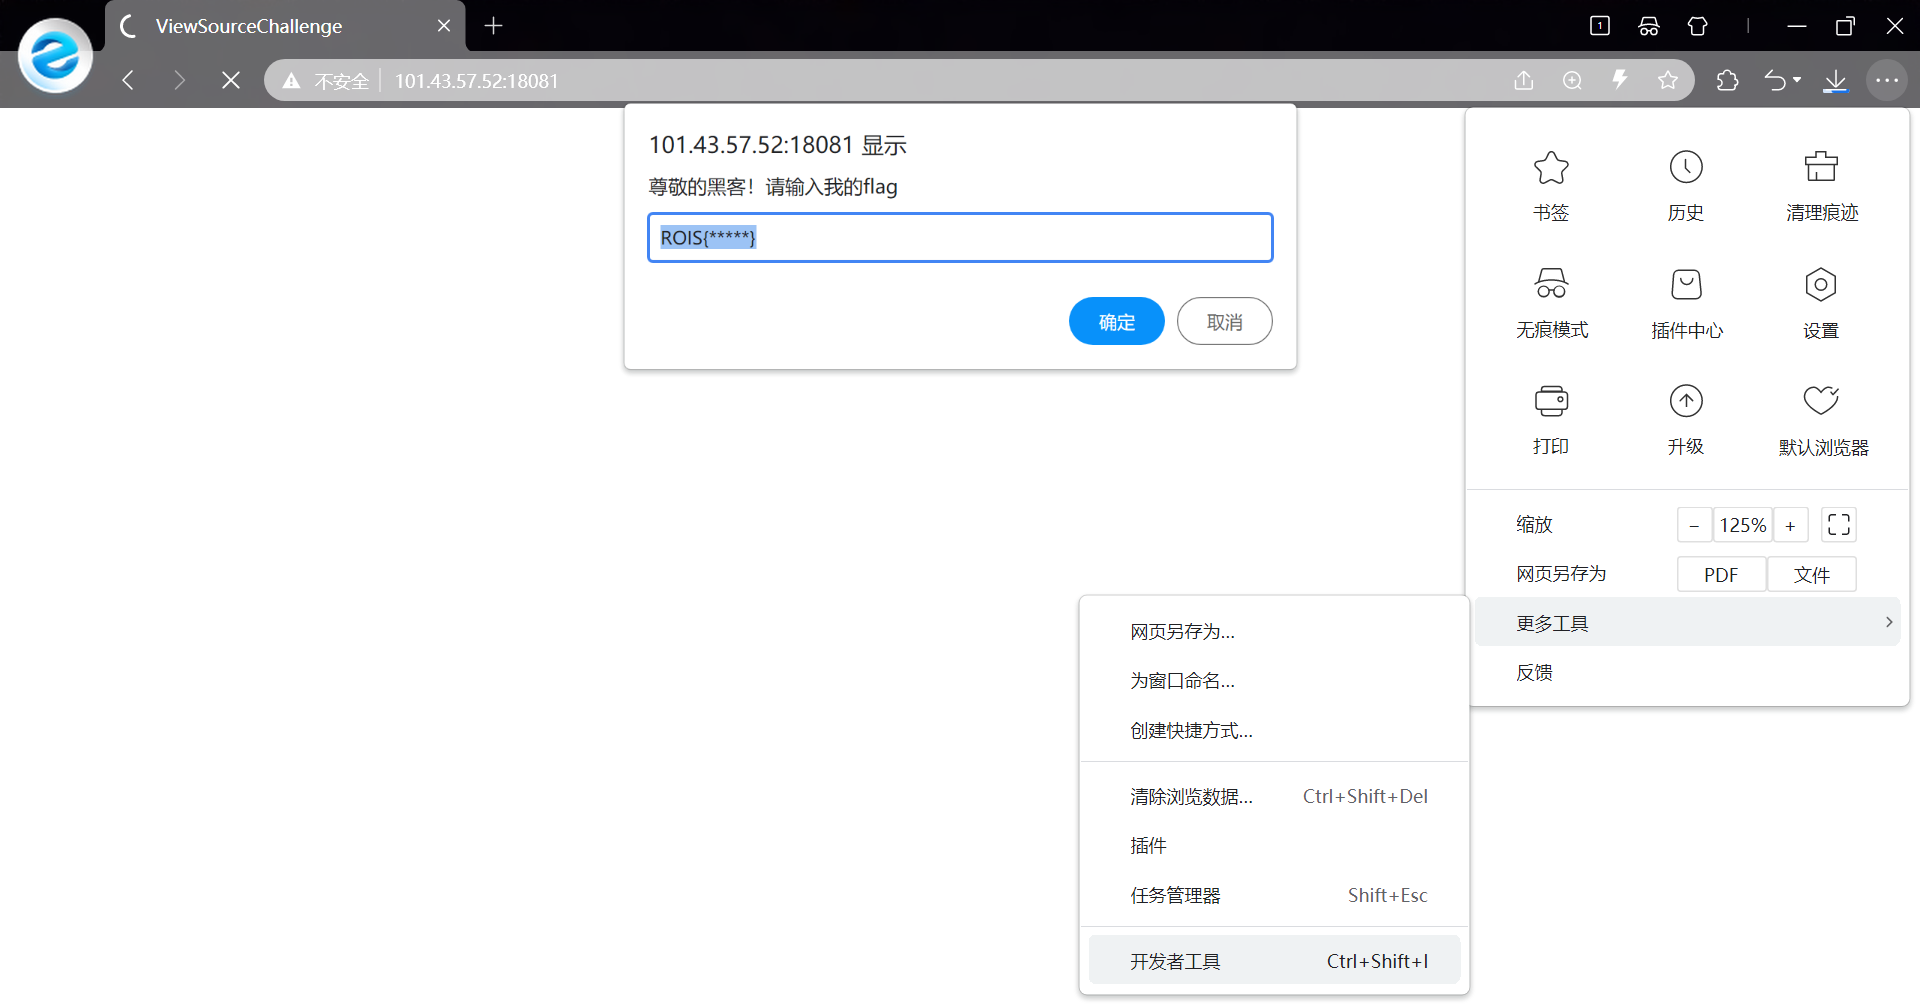 ViewSourceChallenge
1
不安全
101.43.57.52:18081
101.43.57.52:18081 显示
尊敬的黑客！请输入我的flag
ROIS{*****}
确定
取消
书签
历史
清理痕迹
无痕模式
插件中心
设置
打印
升级
默认浏览器
缩放
− 125% +
网页另存为
PDF 文件
更多工具
反馈
网页另存为...
为窗口命名...
创建快捷方式...
清除浏览数据... Ctrl+Shift+Del
插件
任务管理器 Shift+Esc
开发者工具 Ctrl+Shift+I